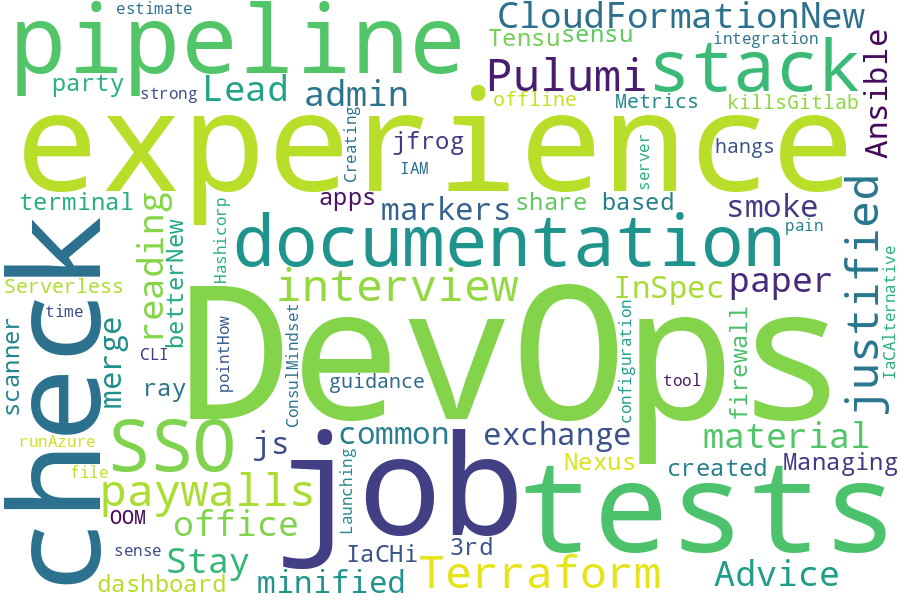 estimate
CloudFormationNew
pipeline
Tensu
sensu
integration
stack
party
strong
Lead
admin
Pulumi
offline
Metrics
killsGitlab
Ansible
experience
Creating
jfrog
IAM
server
hangs
terminal
reading
Hashicorp
apps
markers
share
based
smoke
justified
check
betterNew
documentation
pain
Serverless
interview
InSpec
paper
IaCAlternative
time
scanner
merge
CLI
ray
pointHow
DevOps
ConsulMindset
guidance
configuration
tool
firewall
runAzure
SSO
js
job
common
exchange
material
file
paywalls
Launching
tests
Nexus
created
Managing
OOM
office
sense
Stay
IaCHi
3rd
dashboard
minified
Terraform
Advice